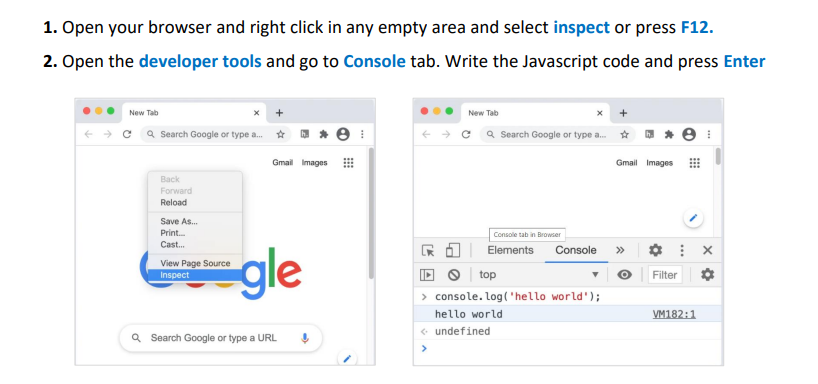 1. Open your browser and right click in any empty area and select inspect or press F12.
2. Open the developer tools and go to Console tab. Write the Javascript code and press Enter
New Tab
Search Google or type a...
Gmail Images
Back
Forward
Reload
Save As...
Print...
Cast...
View Page Source
Inspect
gle
Search Google or type a URL
New Tab
Search Google or type a...
Gmail Images
Console tab in Browser
Elements Console »
top Filter
> console.log('hello world');
hello world VM182:1
undefined
>